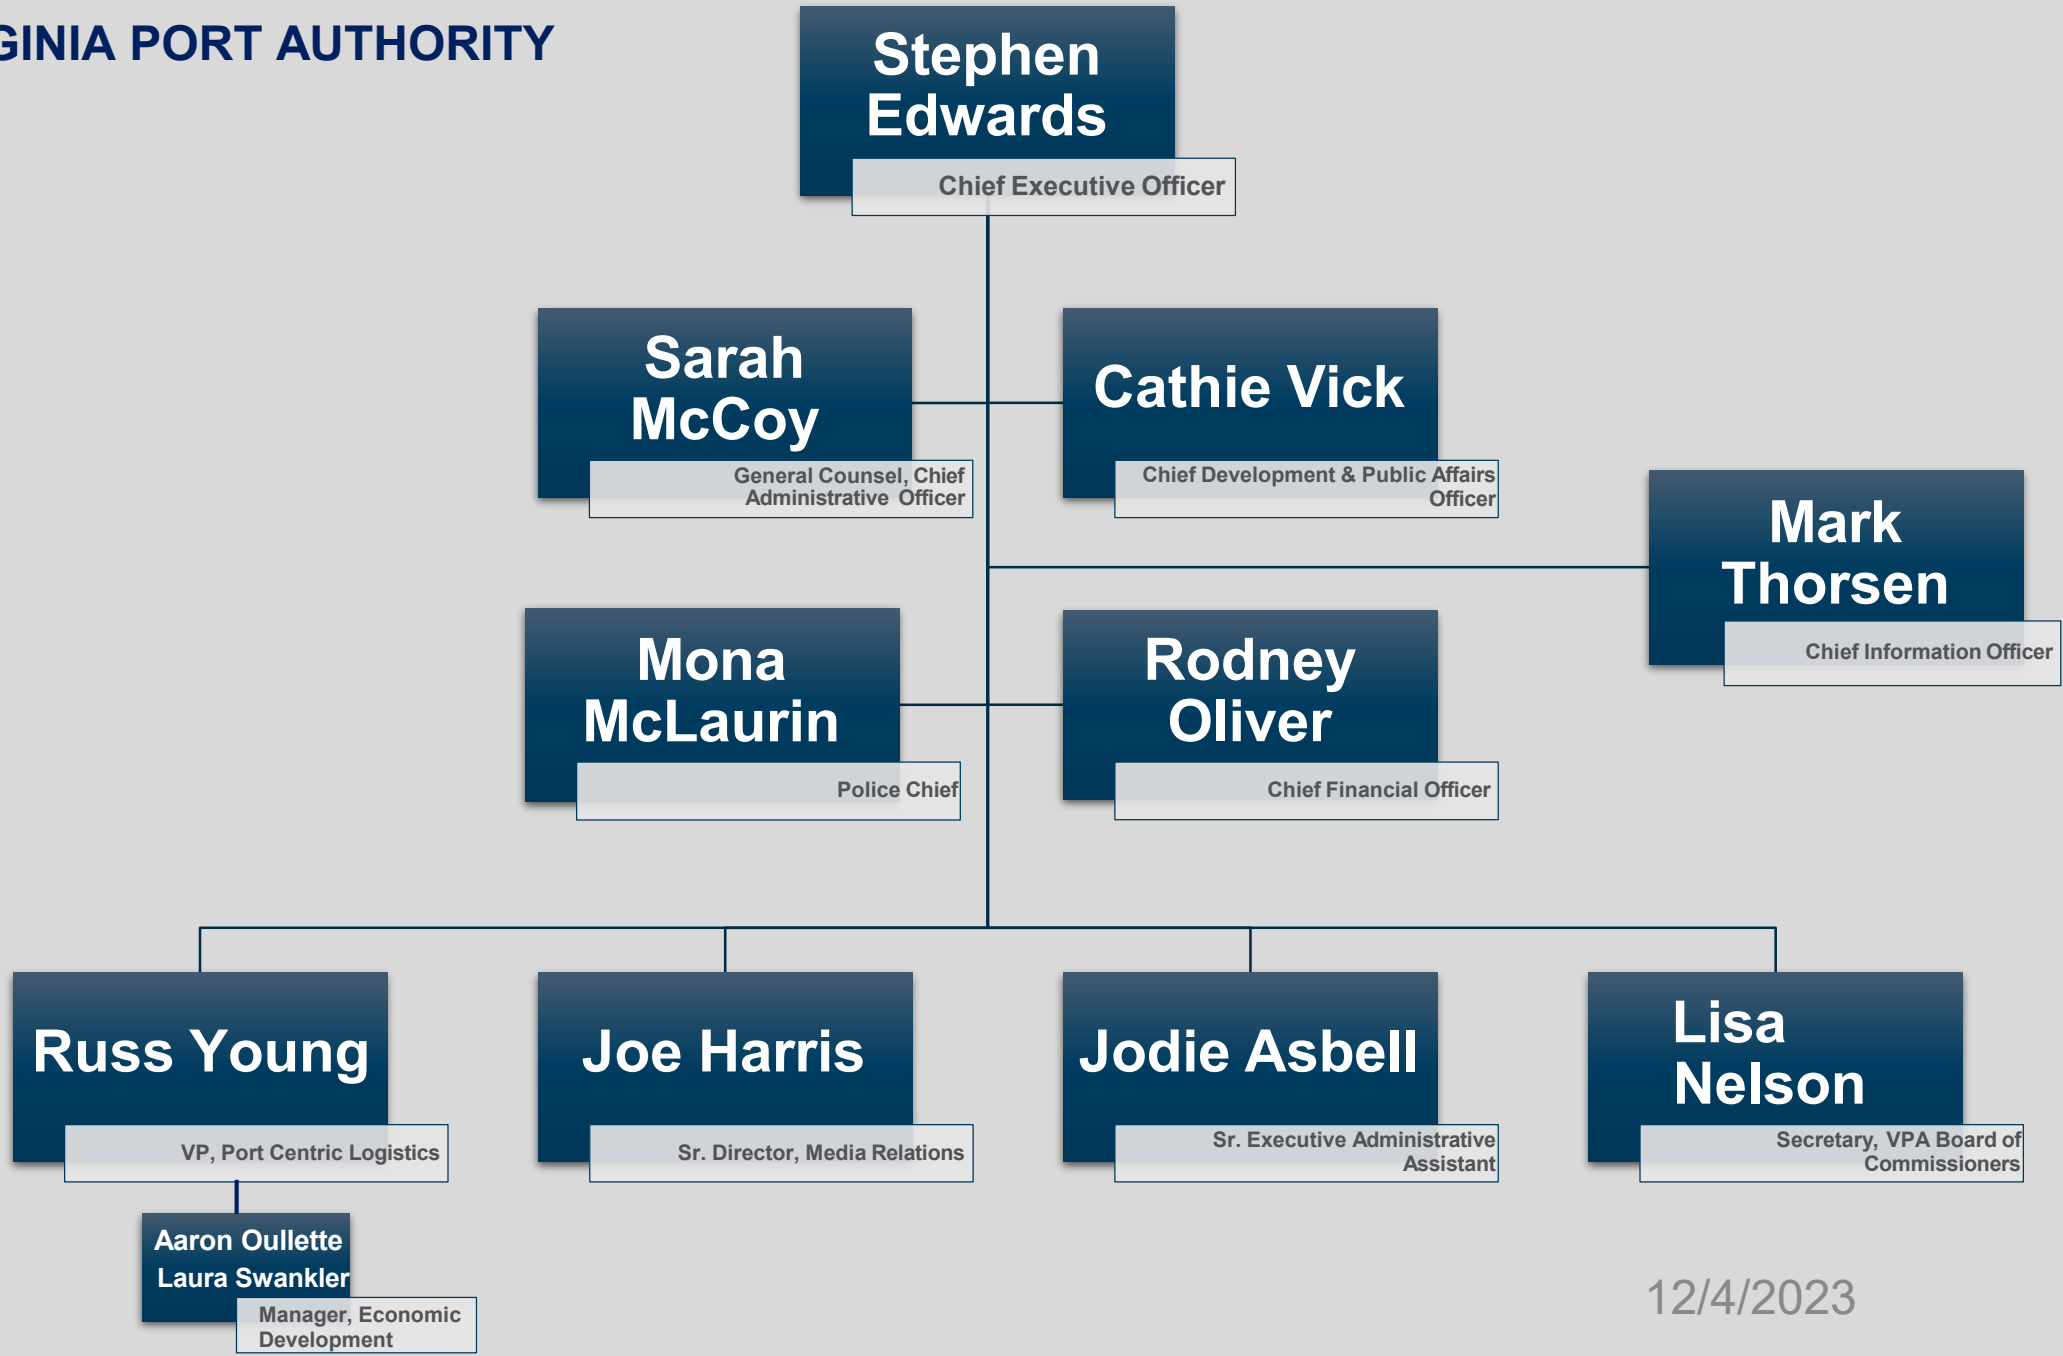 GINIA PORT AUTHORITY
Stephen
Edwards
Chief Executive Officer
Sarah
McCoy
General Counsel, Chief
Administrative Officer
Cathie Vick
Chief Development & Public Affairs
Officer
Mark
Thorsen
Chief Information Officer
Mona
McLaurin
Police Chief
Rodney
Oliver
Chief Financial Officer
Russ Young
VP, Port Centric Logistics
Joe Harris
Sr. Director, Media Relations
Jodie Asbell
Sr. Executive Administrative
Assistant
Lisa
Nelson
Secretary, VPA Board of
Commissioners
Aaron Oullette
Laura Swankler
Manager, Economic
Development
12/4/2023